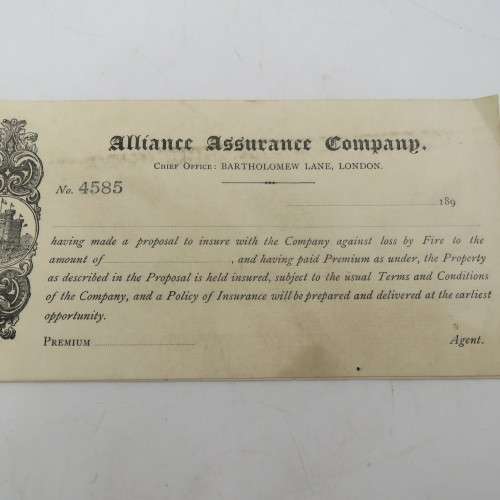 Alliance Assurance Company.
CHIEF OFFICE: BARTHOLOMEW LANE, LONDON.
No. 4585
189
having made a proposal to insure with the Company against loss by Fire to the
amount of , and having paid Premium as under, the Property
as described in the Proposal is held insured, subject to the usual Terms and Conditions
of the Company, and a Policy of Insurance will be prepared and delivered at the earliest
opportunity.
PREMIUM Agent.